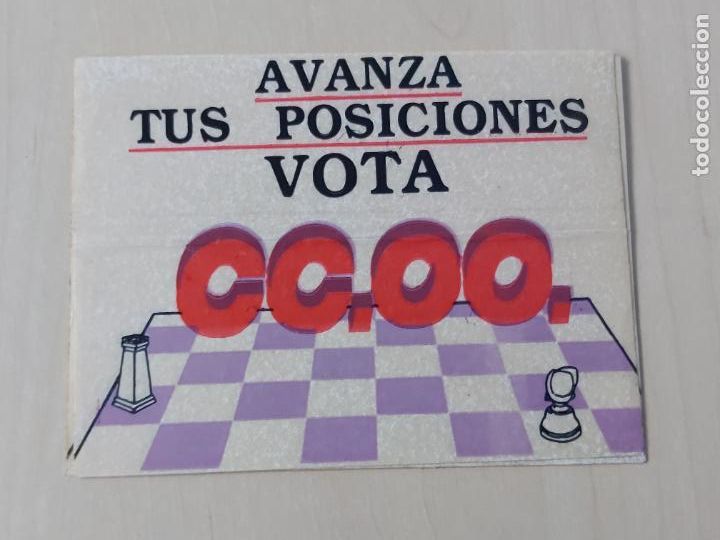 AVANZA
TUS POSICIONES
VOTA
CC.OO.
todocoleccion